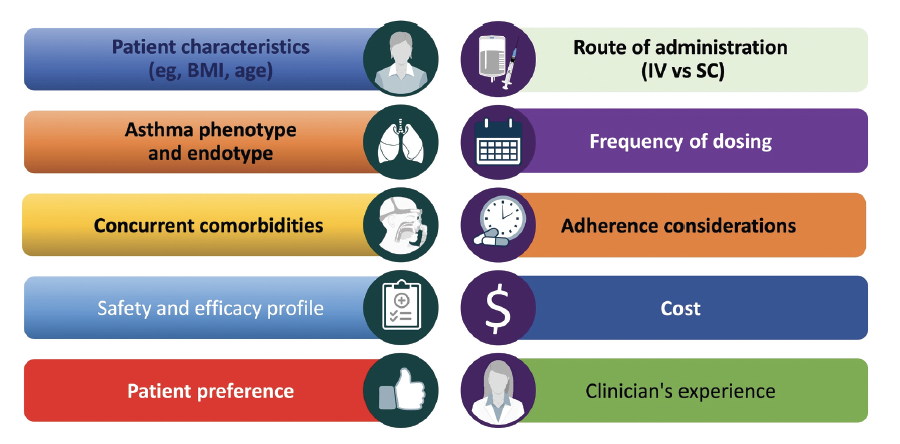 Patient characteristics
(eg, BMI, age)
Asthma phenotype
and endotype
Concurrent comorbidities
Safety and efficacy profile
Patient preference
Route of administration
(IV vs SC)
Frequency of dosing
Adherence considerations
$
Cost
Clinician's experience